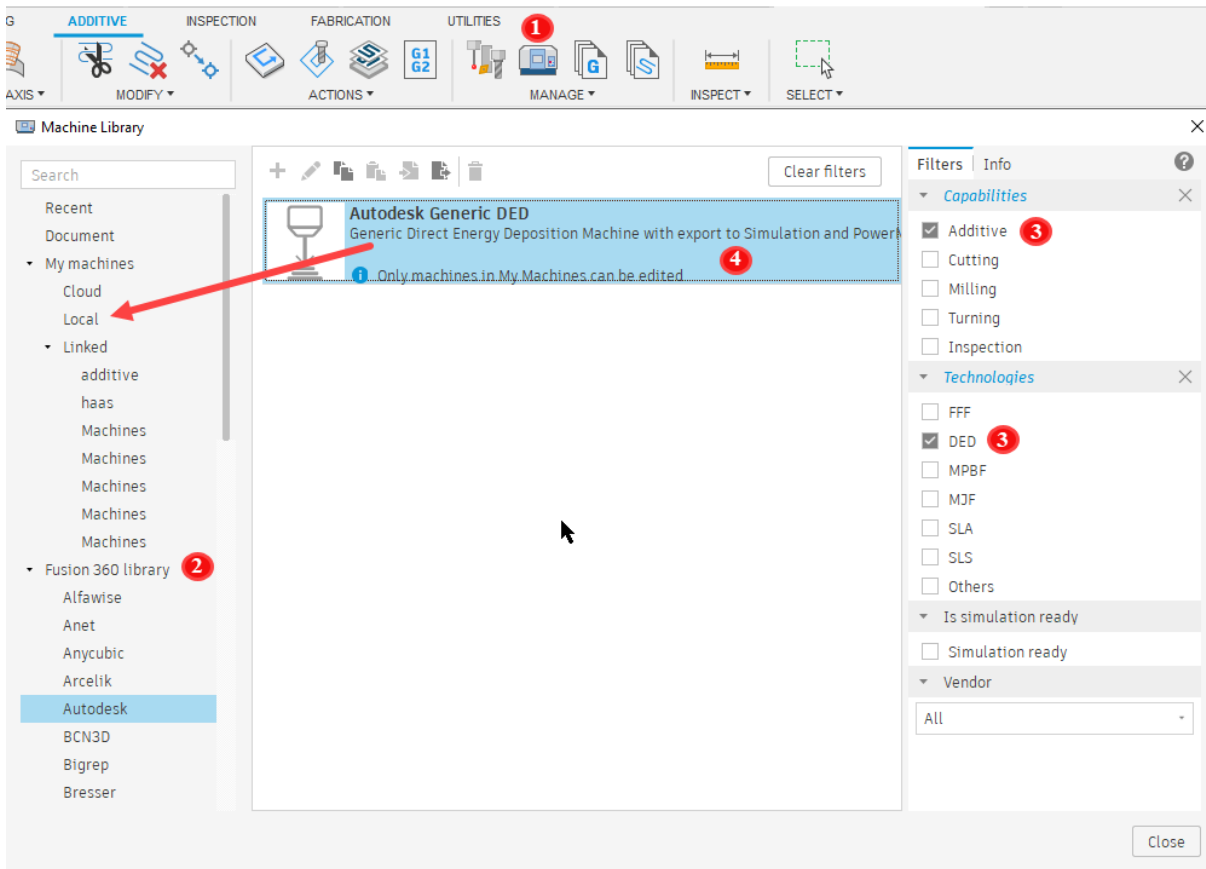 G
ADDITIVE
INSPECTION
FABRICATION
UTILITIES
1
G1
G2
G
AXIS
MODIFY
ACTIONS
MANAGE
INSPECT
SELECT
Machine Library
Search
Recent
Document
My machines
Cloud
Local
Linked
additive
haas
Machines
Machines
Machines
Machines
Machines
Fusion 360 library
2
Alfawise
Anet
Anycubic
Arcelik
Autodesk
BCN3D
Bigrep
Bresser
Clear filters
Autodesk Generic DED
Generic Direct Energy Deposition Machine with export to Simulation and Power
4
Only machines in My Machines can be edited
Filters
Info
Capabilities
Additive
3
Cutting
Milling
Turning
Inspection
Technologies
FFF
DED
3
MPBF
MJF
SLA
SLS
Others
Is simulation ready
Simulation ready
Vendor
All
Close